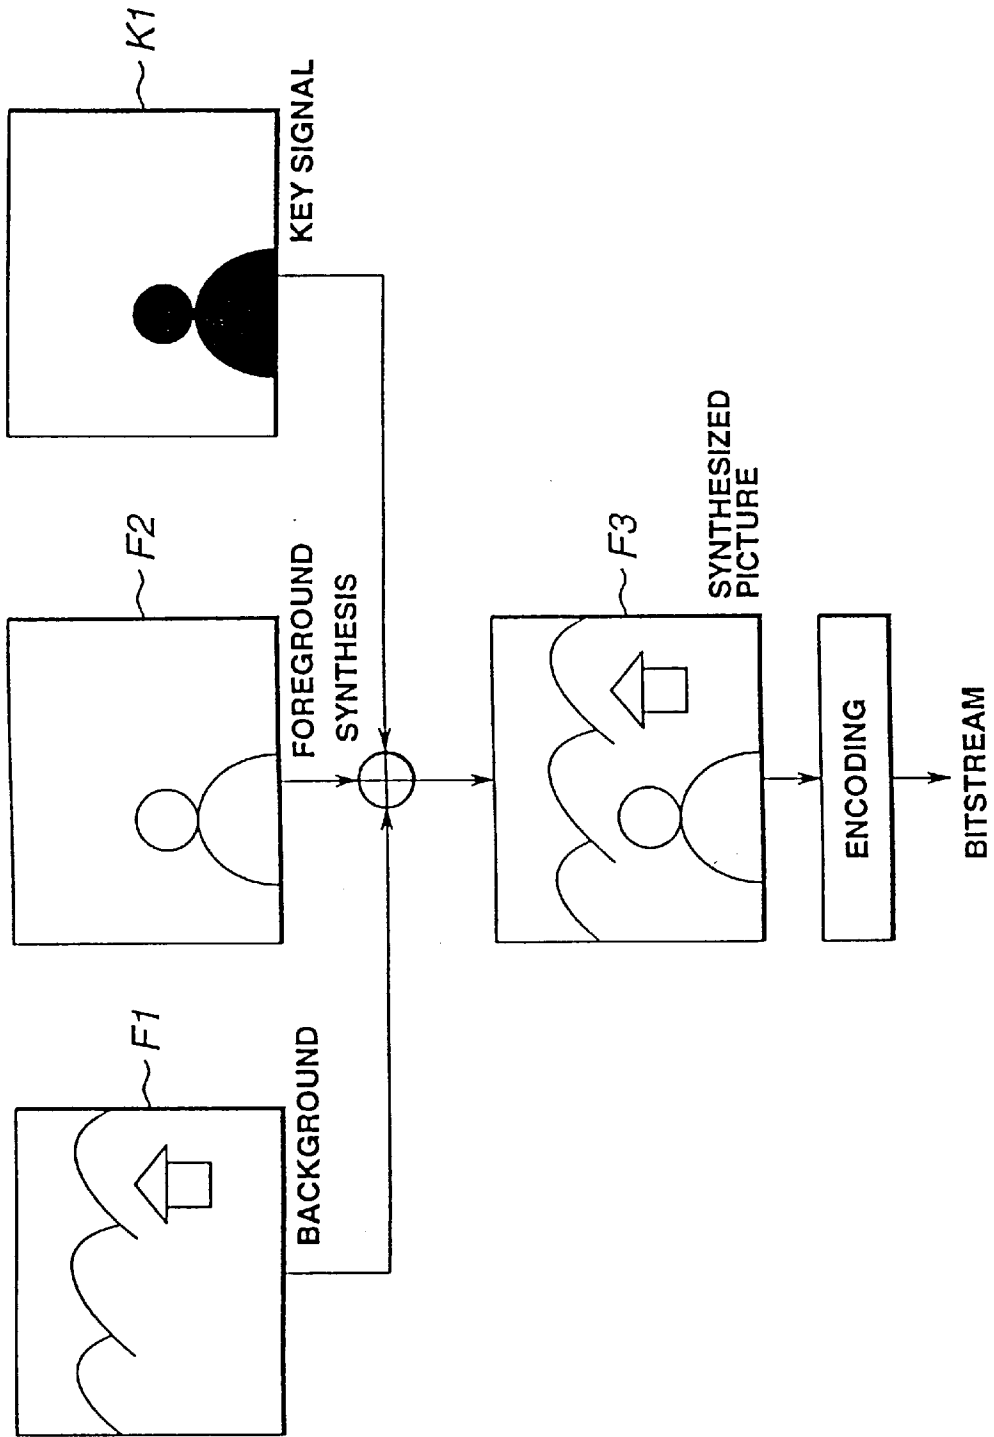 F1
F2
K1
BACKGROUND
FOREGROUND
KEY SIGNAL
SYNTHESIS
F3
SYNTHESIZED
PICTURE
ENCODING
BITSTREAM